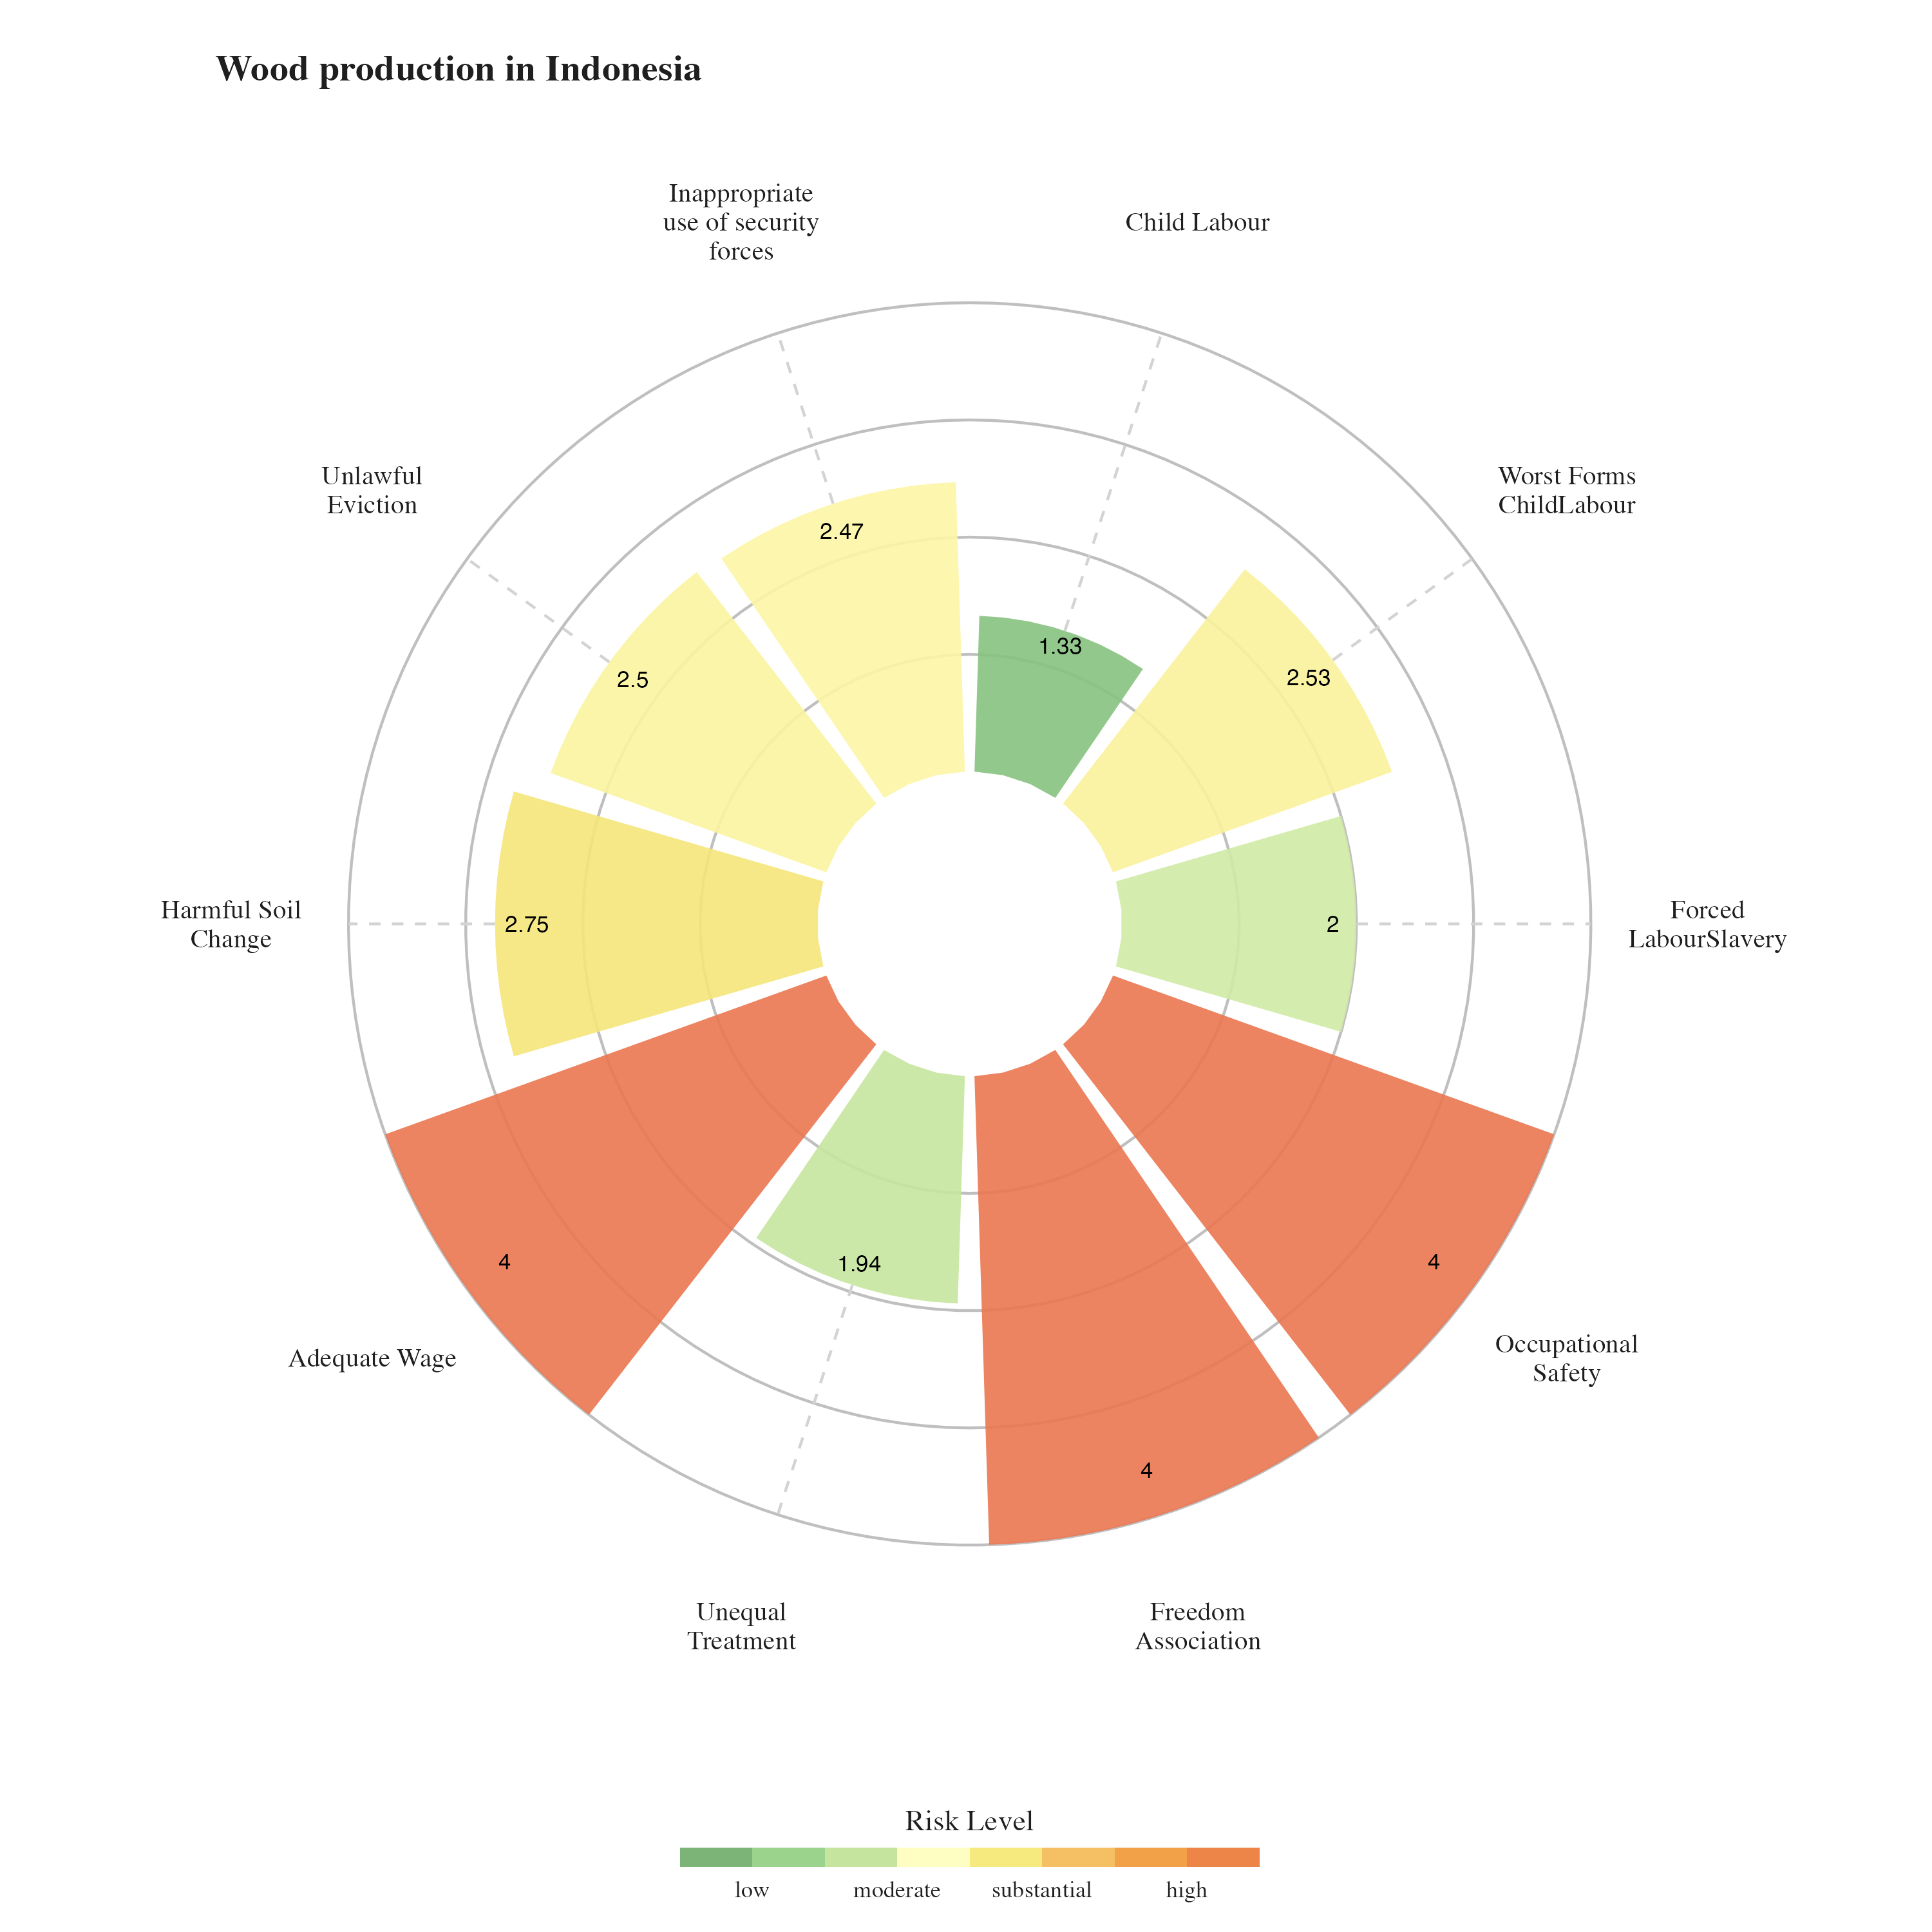 Wood production in Indonesia
Inappropriate
use of security
forces
Child Labour
Unlawful
Eviction
Worst Forms
ChildLabour
2.47
1.33
2.5
2.53
Harmful Soil
Change
2.75
2
Forced
LabourSlavery
4
1.94
4
Adequate Wage
Occupational
Safety
4
Unequal
Treatment
Freedom
Association
Risk Level
low moderate substantial high